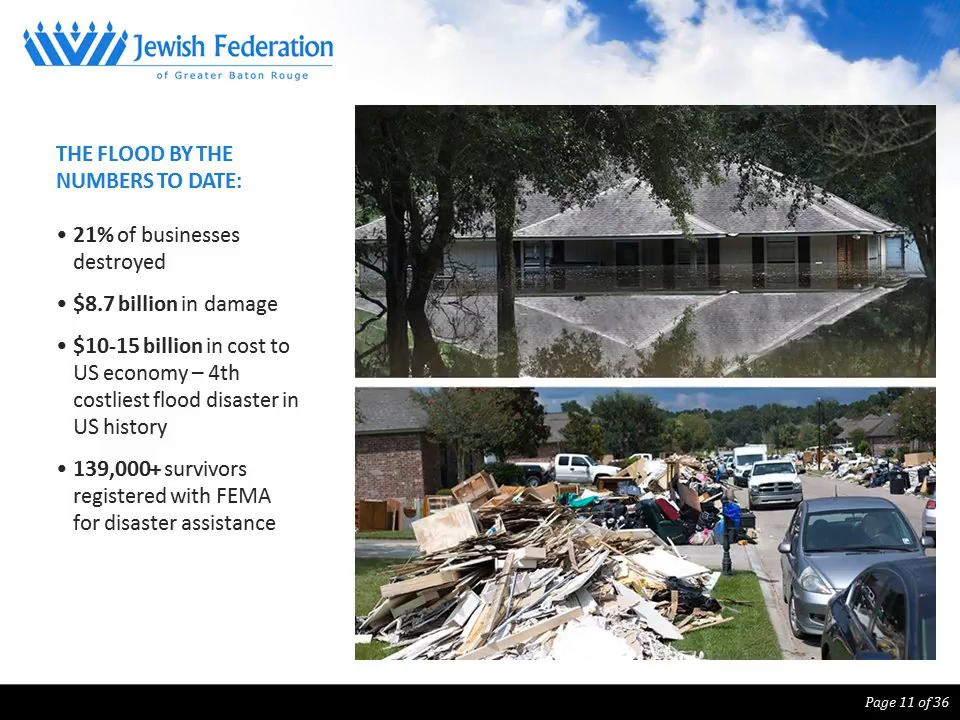 Jewish Federation
of Greater Baton Rouge
THE FLOOD BY THE
NUMBERS TO DATE:
• 21% of businesses
destroyed
• $8.7 billion in damage
• $10-15 billion in cost to
US economy – 4th
costliest flood disaster in
US history
• 139,000+ survivors
registered with FEMA
for disaster assistance
Page 11 of 36